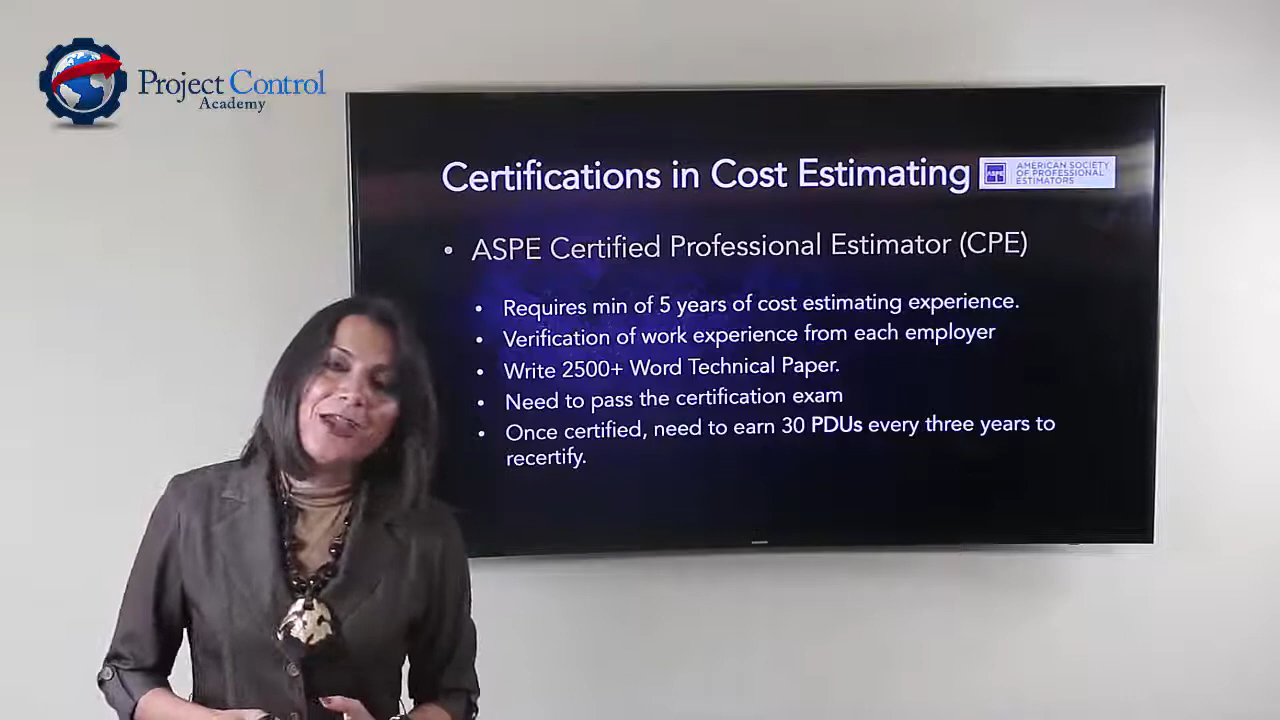 Project Control
Academy
Certifications in Cost Estimating
ASPE
AMERICAN SOCIETY
OF PROFESSIONAL
ESTIMATORS
• ASPE Certified Professional Estimator (CPE)
• Requires min of 5 years of cost estimating experience.
• Verification of work experience from each employer
• Write 2500+ Word Technical Paper.
• Need to pass the certification exam
• Once certified, need to earn 30 PDUs every three years to
recertify.